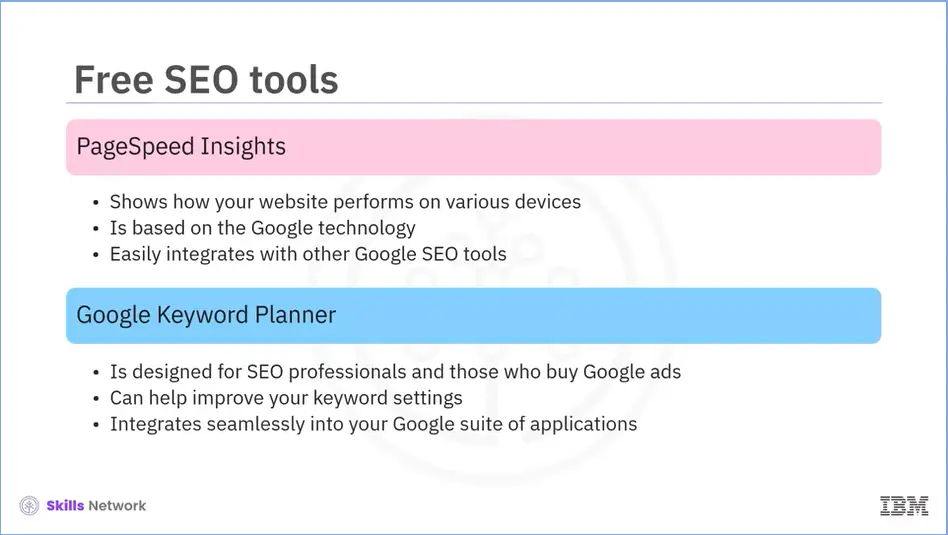 Free SEO tools
PageSpeed Insights
• Shows how your website performs on various devices
• Is based on the Google technology
• Easily integrates with other Google SEO tools
Google Keyword Planner
• Is designed for SEO professionals and those who buy Google ads
• Can help improve your keyword settings
• Integrates seamlessly into your Google suite of applications
Skills Network
IBM